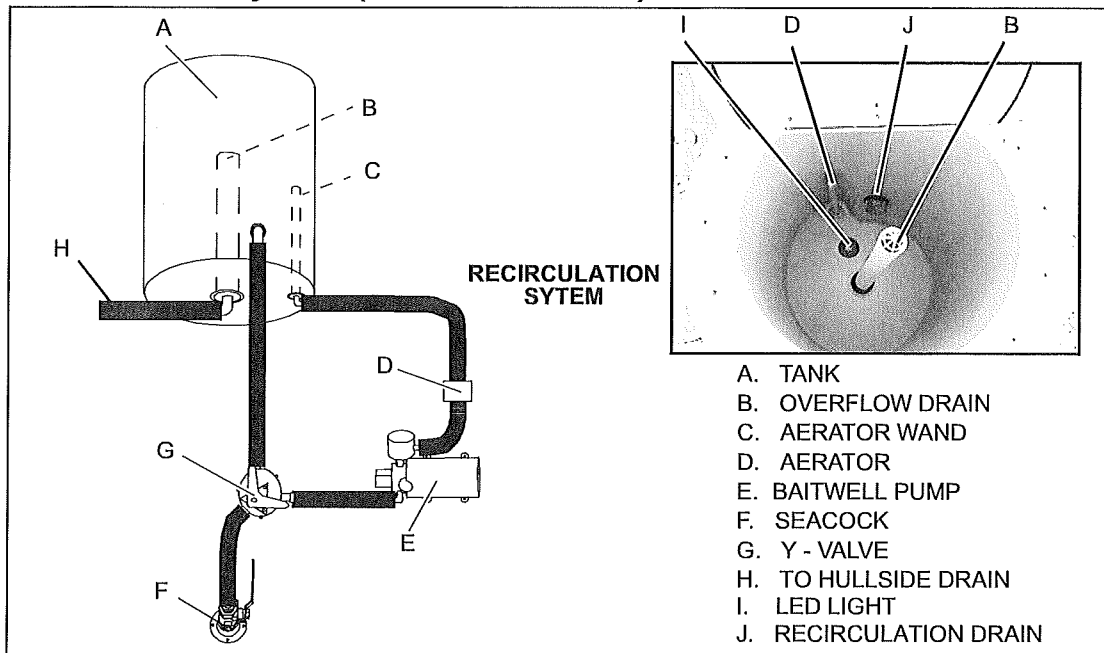 A
B
C
H
RECIRCULATION
SYTEM
D
G
E
F
I D J B
A. TANK
B. OVERFLOW DRAIN
C. AERATOR WAND
D. AERATOR
E. BAITWELL PUMP
F. SEACOCK
G. Y - VALVE
H. TO HULLSIDE DRAIN
I. LED LIGHT
J. RECIRCULATION DRAIN